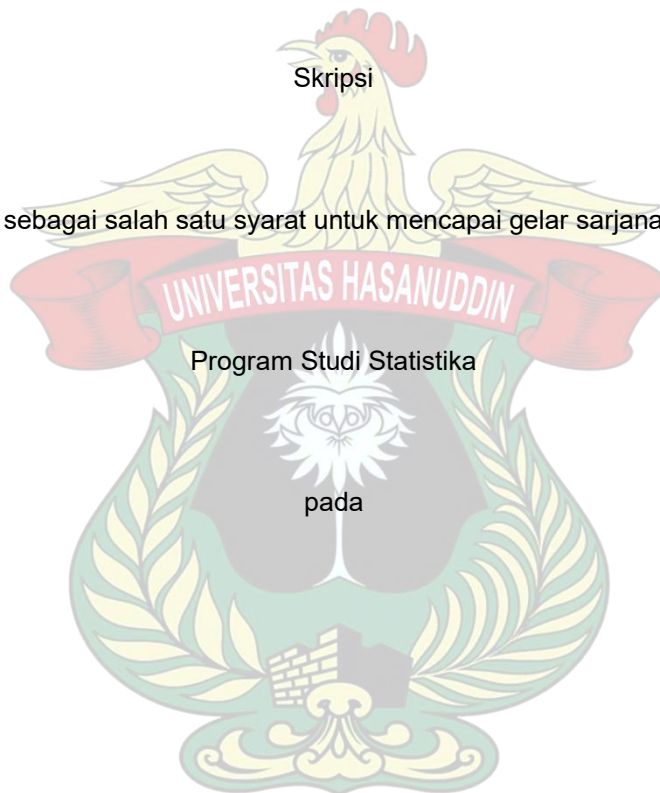 Skripsi
sebagai salah satu syarat untuk mencapai gelar sarjana
UNIVERSITAS HASANUDDIN
Program Studi Statistika
pada